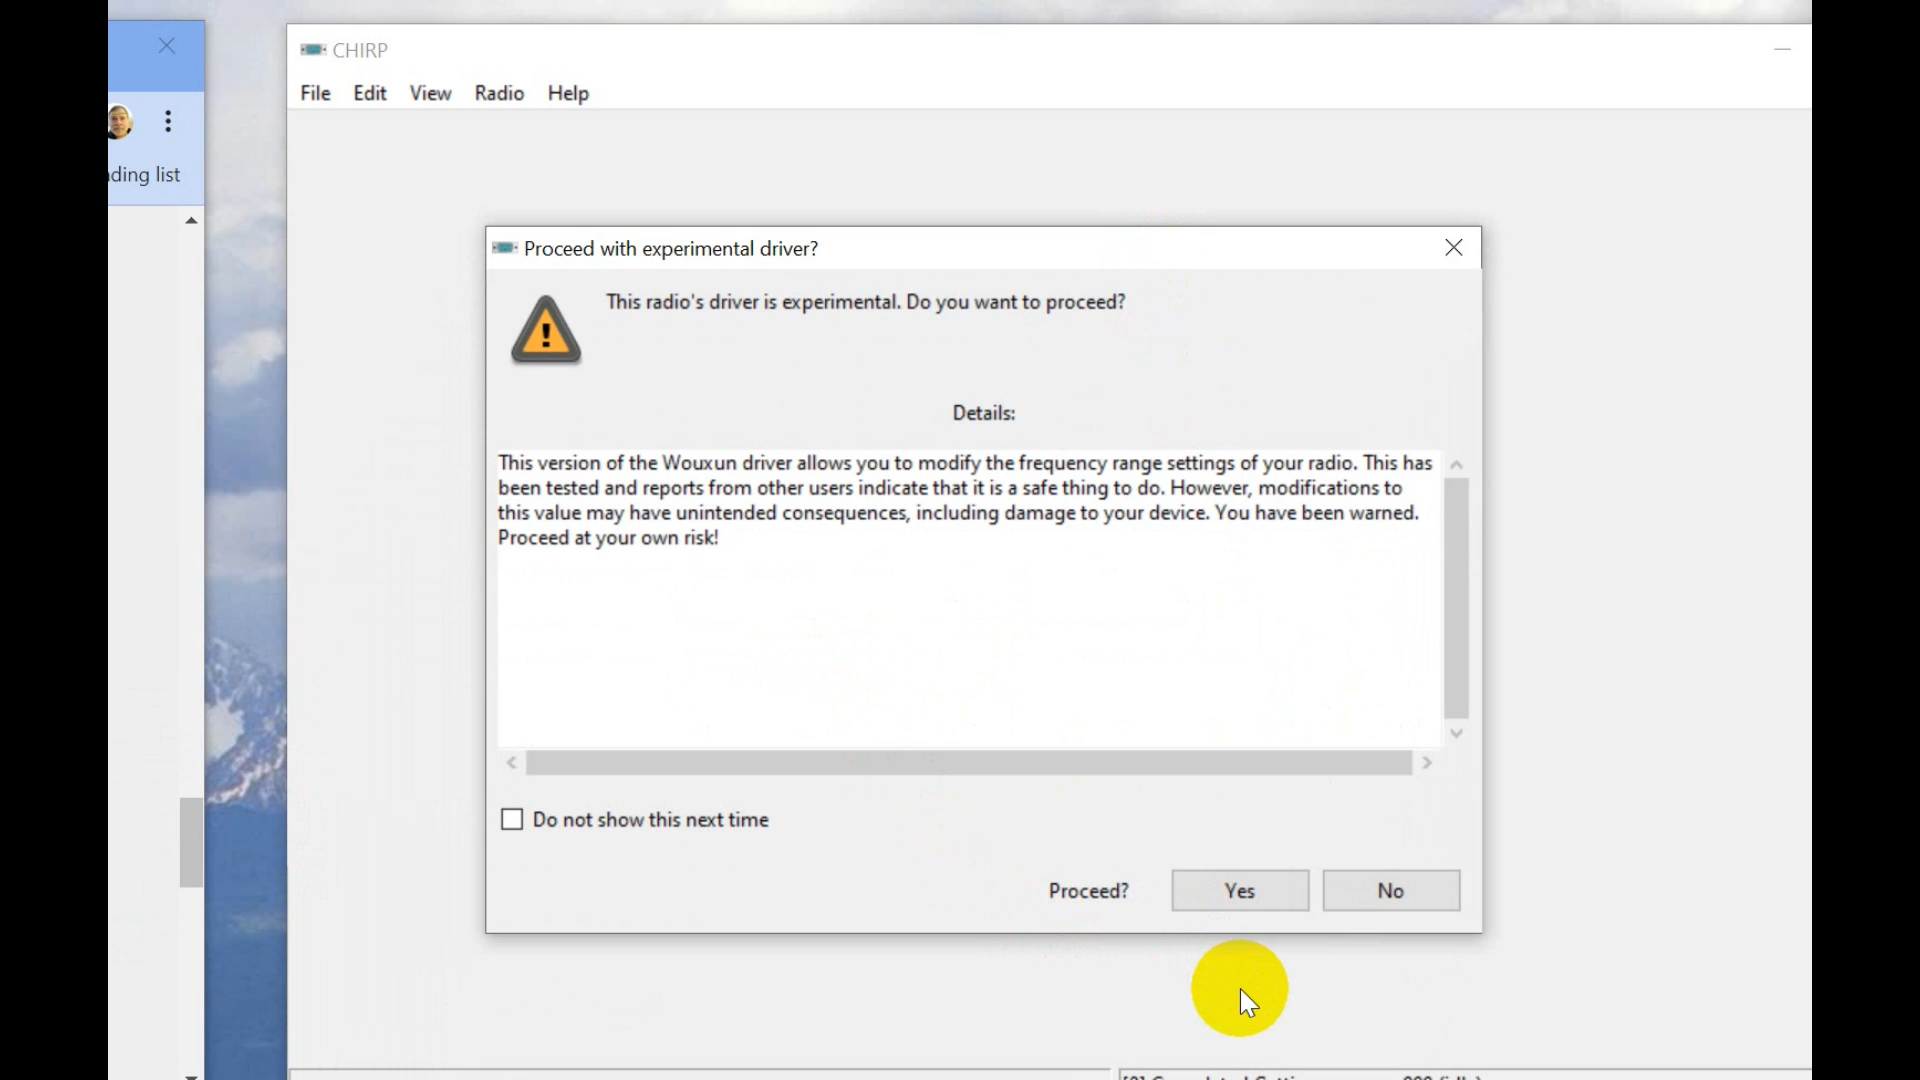 CHIRP
File Edit View Radio Help
ding list
Proceed with experimental driver?
This radio's driver is experimental. Do you want to proceed?
Details:
This version of the Wouxun driver allows you to modify the frequency range settings of your radio. This has
been tested and reports from other users indicate that it is a safe thing to do. However, modifications to
this value may have unintended consequences, including damage to your device. You have been warned.
Proceed at your own risk!
Do not show this next time
Proceed? Yes No